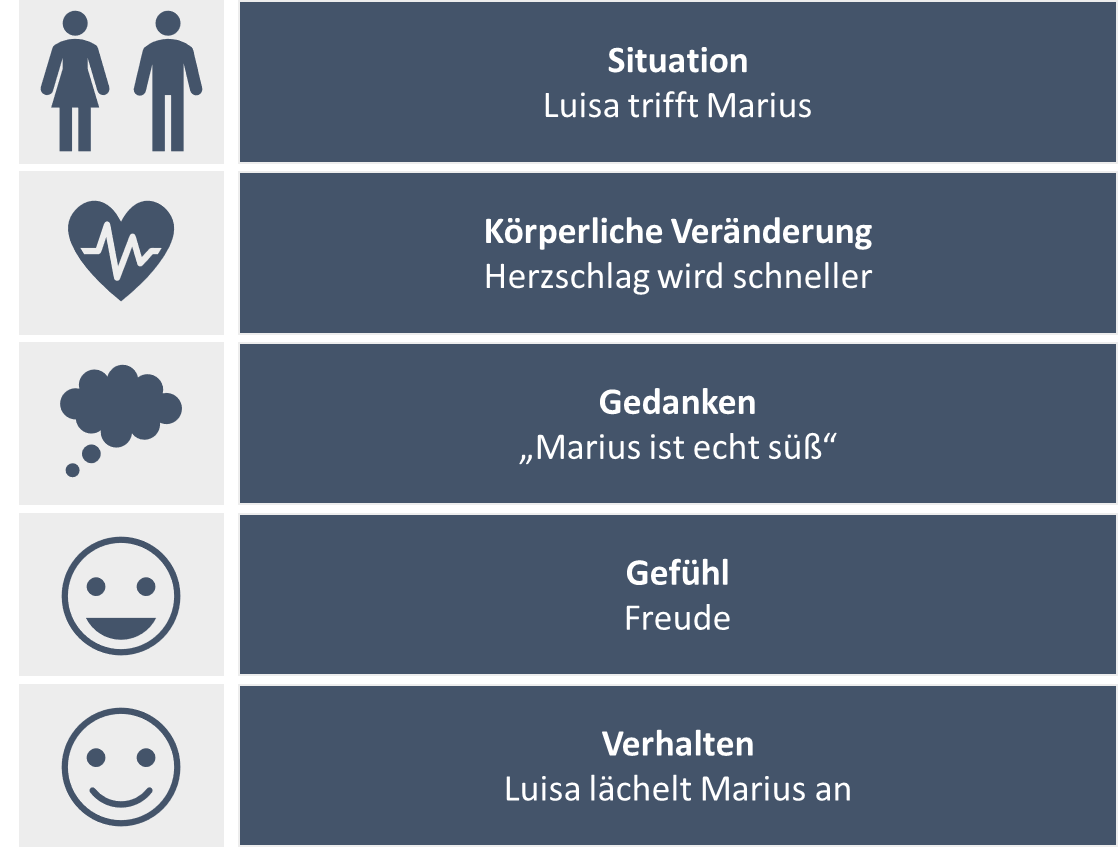 Situation
Luisa trifft Marius
Körperliche Veränderung
Herzschlag wird schneller
Gedanken
„Marius ist echt süß“
Gefühl
Freude
Verhalten
Luisa lächelt Marius an